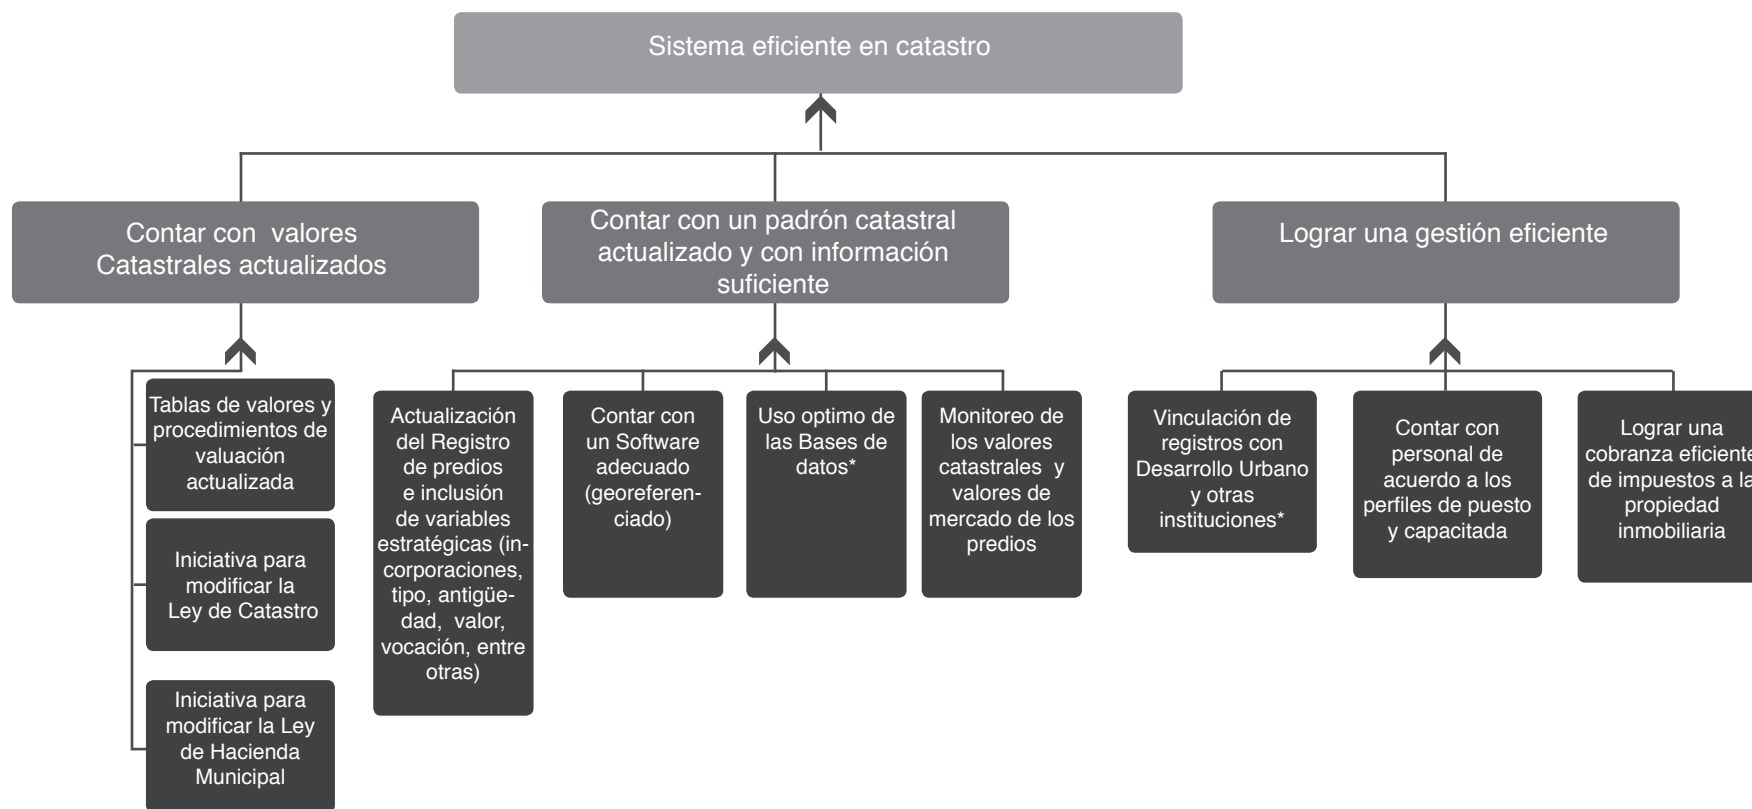 Sistema eficiente en catastro
Contar con valores
Catastrales actualizados
Contar con un padrón catastral
actualizado y con información
suficiente
Lograr una gestión eficiente
Tablas de valores y
procedimientos de
valuación
actualizada
Iniciativa para
modificar la
Ley de Catastro
Iniciativa para
modificar la Ley
de Hacienda
Municipal
Actualización
del Registro
de predios
e inclusión
de variables
estratégicas (in-
corporaciones,
tipo, antigüe-
dad, valor,
vocación, entre
otras)
Contar con
un Software
adecuado
(georeferen-
ciado)
Uso optimo de
las Bases de
datos*
Monitoreo de
los valores
catastrales y
valores de
mercado de los
predios
Vinculación de
registros con
Desarrollo Urbano
y otras
instituciones*
Contar con
personal de
acuerdo a los
perfiles de puesto
y capacitada
Lograr una
cobranza eficiente
de impuestos a la
propiedad
inmobiliaria